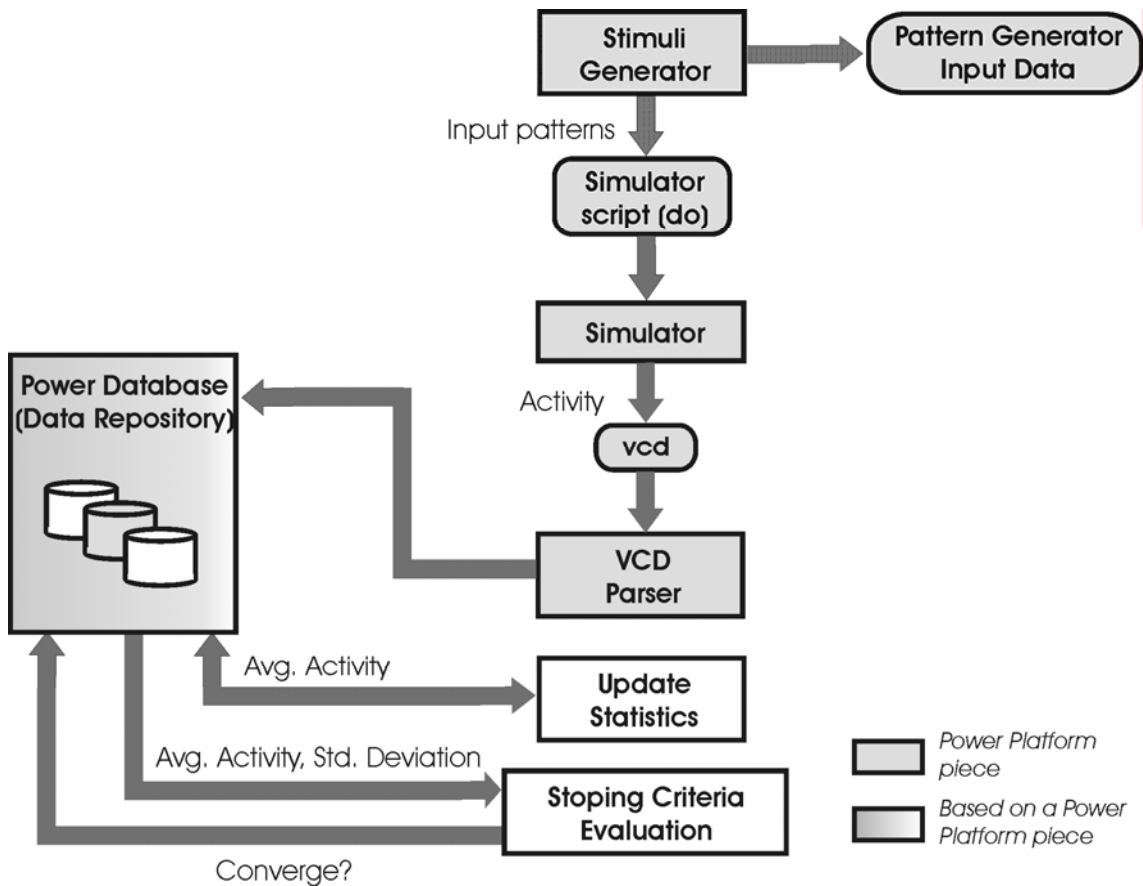 Stimuli
Generator
Pattern Generator
Input Data
Input patterns
Simulator
script (do)
Simulator
Activity
vcd
Power Database
(Data Repository)
VCD
Parser
Avg. Activity
Update
Statistics
Avg. Activity, Std. Deviation
Stoping Criteria
Evaluation
Converge?
Power Platform
piece
Based on a Power
Platform piece